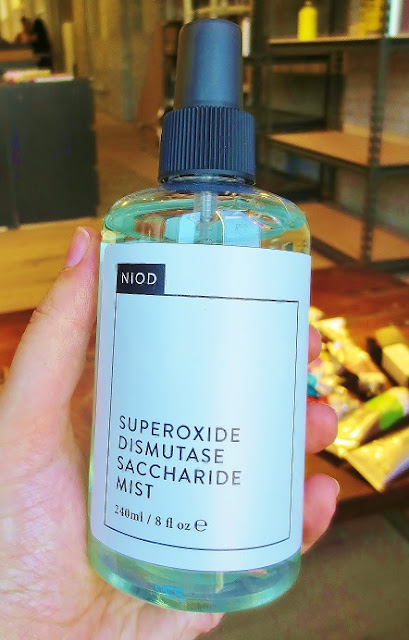 NIOD
SUPEROXIDE
DISMUTASE
SACCHARIDE
MIST
240ml / 8 fl oz ℮